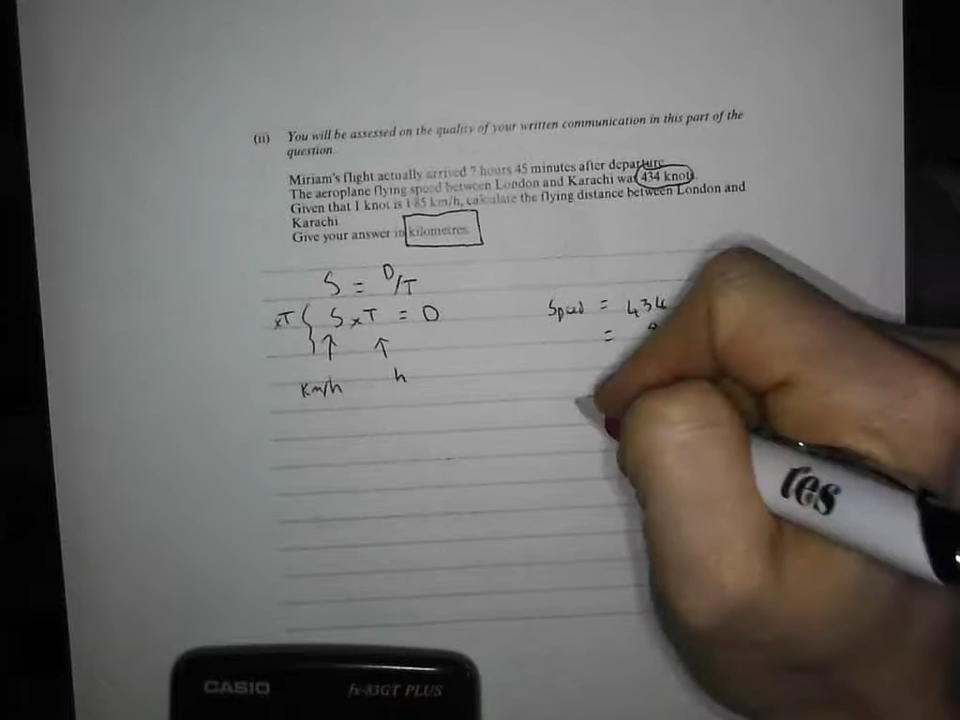 (ii) You will be assessed on the quality of your written communication in this part of the
question.
Miriam's flight actually arrived 7 hours 45 minutes after departure.
The aeroplane flying speed between London and Karachi was 434 knots.
Given that 1 knot is 1.85 km/h, calculate the flying distance between London and
Karachi.
Give your answer in kilometres.
S = D/T
xT S x T = D
Km/h h
Speed = 434
=
res
CASIO fx-83GT PLUS